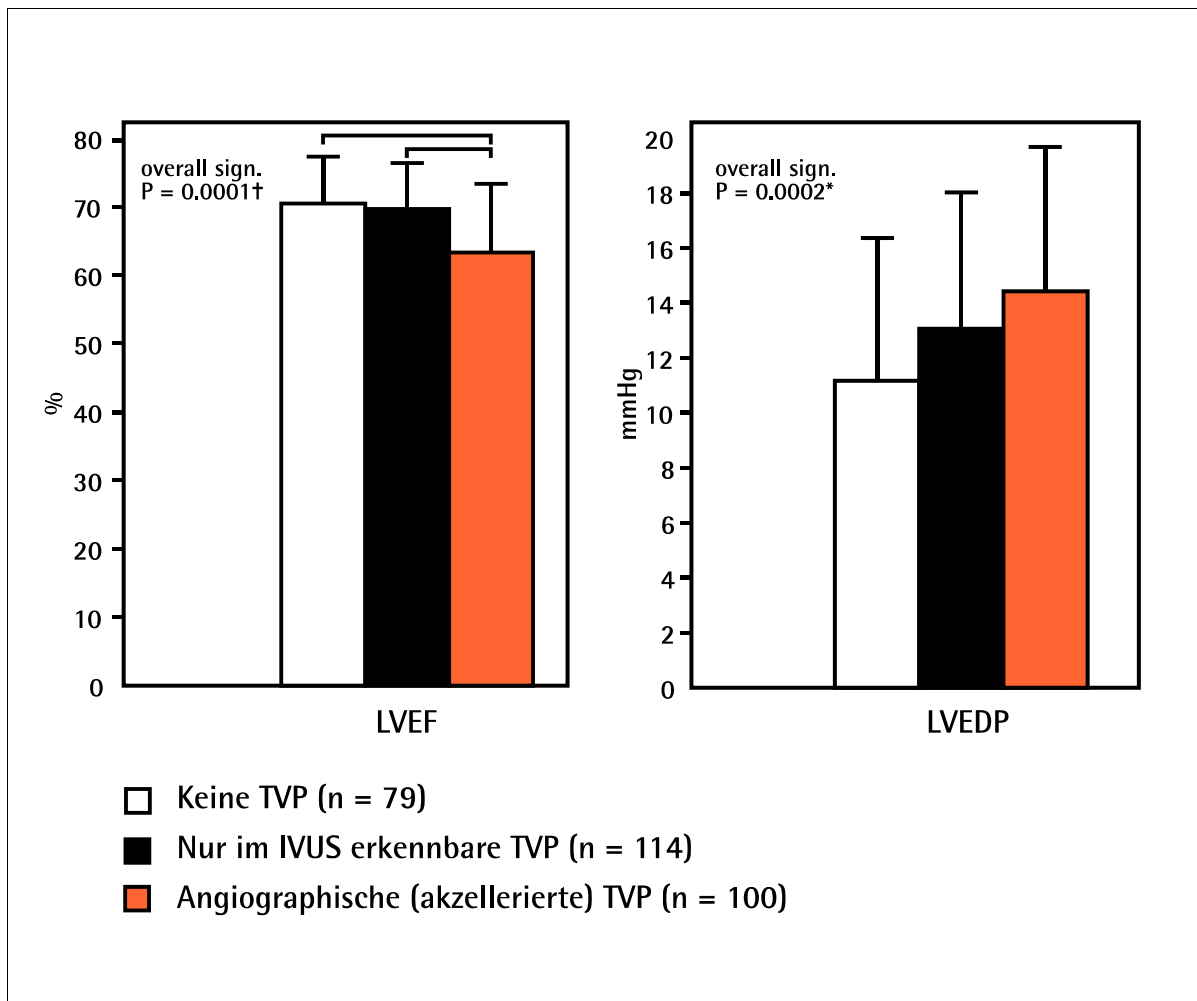 80
70
60
50
40
30
20
10
0
%
overall sign.
P = 0.0001†
LVEF
20
18
16
14
12
10
8
6
4
2
0
mmHg
overall sign.
P = 0.0002*
LVEDP
Keine TVP (n = 79)
Nur im IVUS erkennbare TVP (n = 114)
Angiographische (akzellerierte) TVP (n = 100)